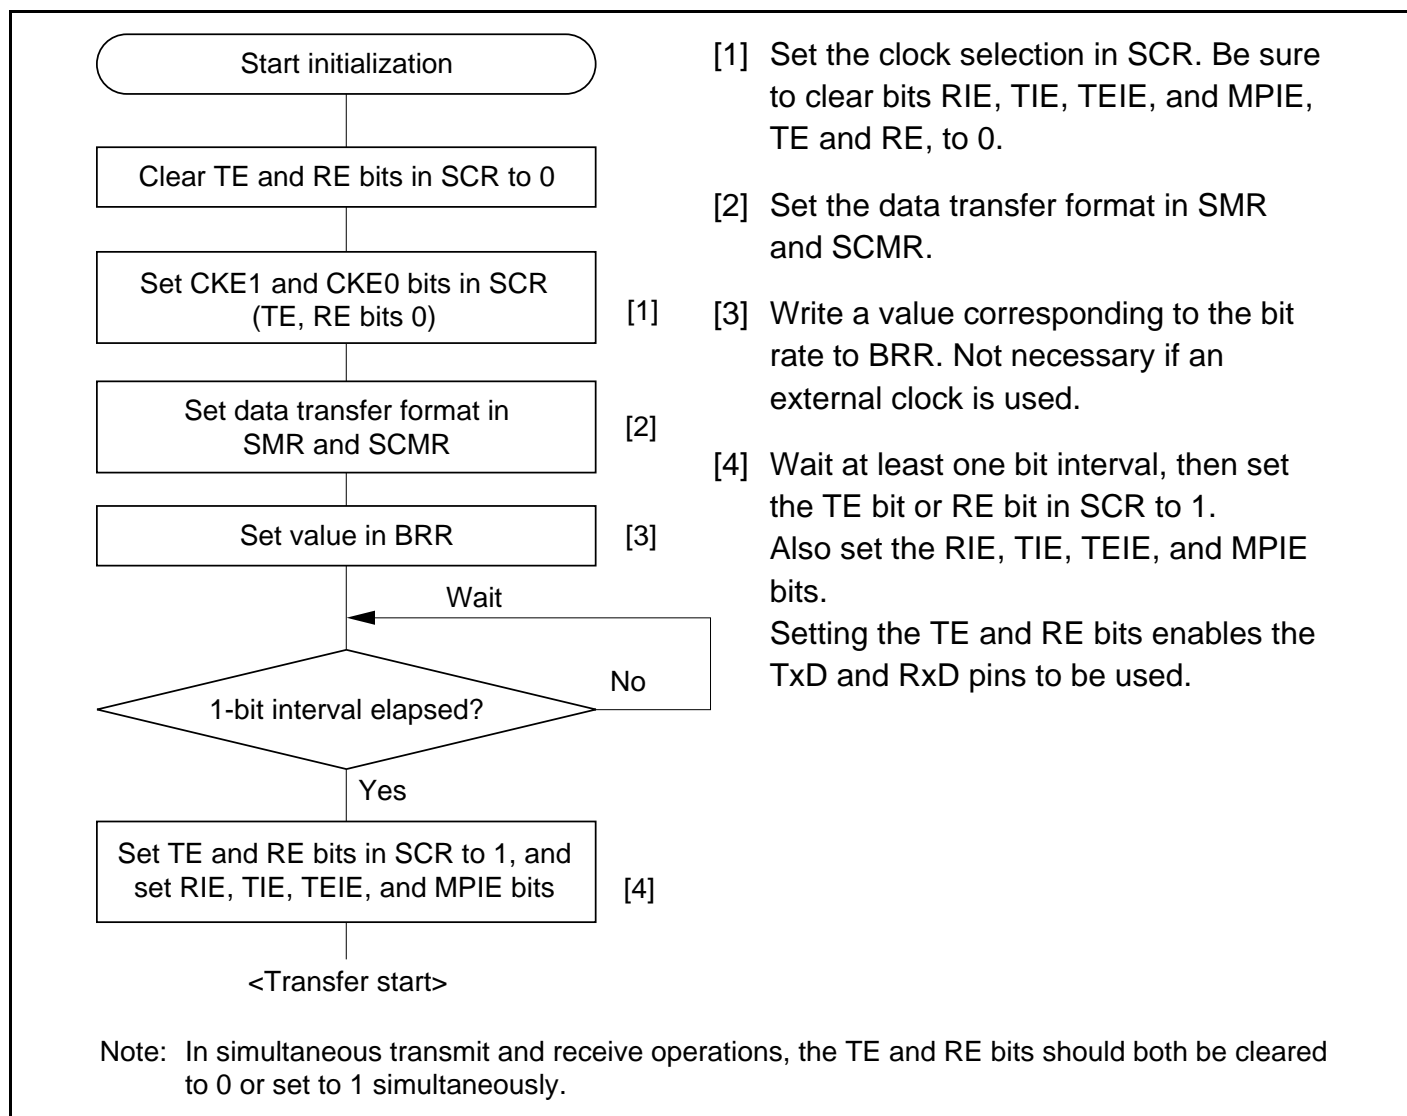 Start initialization
Clear TE and RE bits in SCR to 0
Set CKE1 and CKE0 bits in SCR
(TE, RE bits 0)
[1]
Set data transfer format in
SMR and SCMR
[2]
Set value in BRR
[3]
Wait
No
1-bit interval elapsed?
Yes
Set TE and RE bits in SCR to 1, and
set RIE, TIE, TEIE, and MPIE bits
[4]
<Transfer start>
[1] Set the clock selection in SCR. Be sure
to clear bits RIE, TIE, TEIE, and MPIE,
TE and RE, to 0.
[2] Set the data transfer format in SMR
and SCMR.
[3] Write a value corresponding to the bit
rate to BRR. Not necessary if an
external clock is used.
[4] Wait at least one bit interval, then set
the TE bit or RE bit in SCR to 1.
Also set the RIE, TIE, TEIE, and MPIE
bits.
Setting the TE and RE bits enables the
TxD and RxD pins to be used.
Note: In simultaneous transmit and receive operations, the TE and RE bits should both be cleared
to 0 or set to 1 simultaneously.